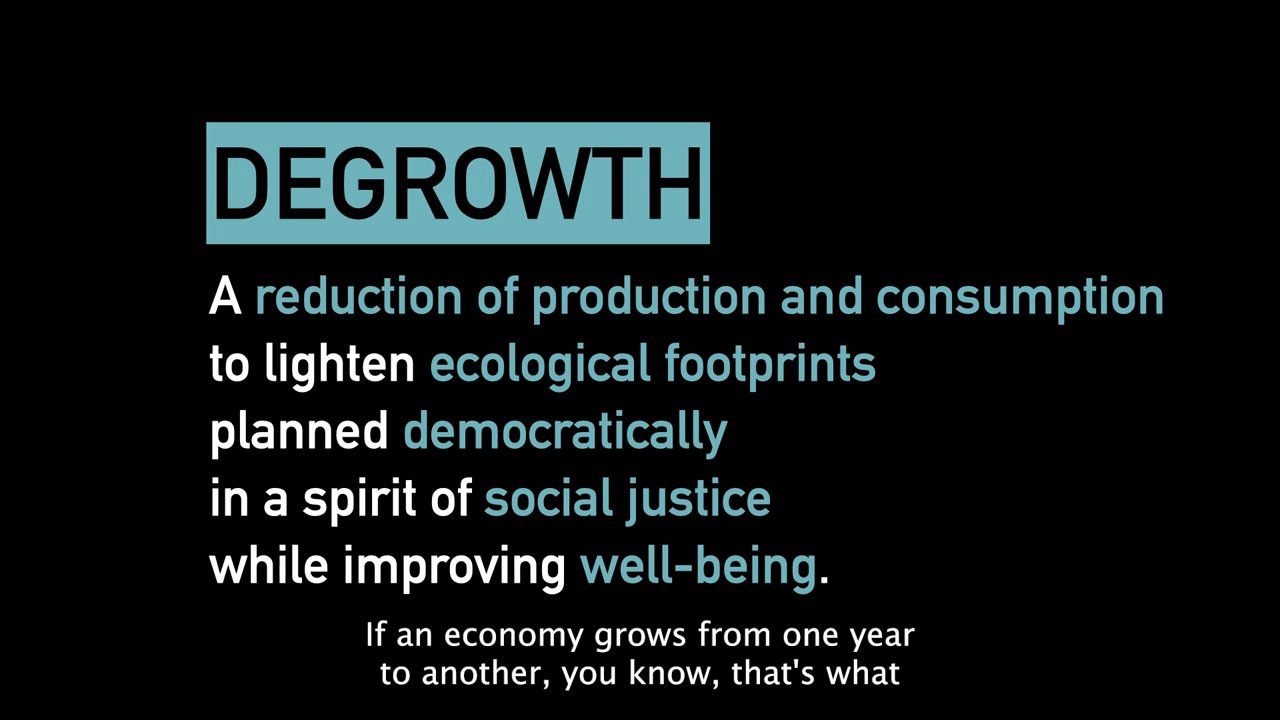 DEGROWTH
A reduction of production and consumption
to lighten ecological footprints
planned democratically
in a spirit of social justice
while improving well-being.
If an economy grows from one year
to another, you know, that's what